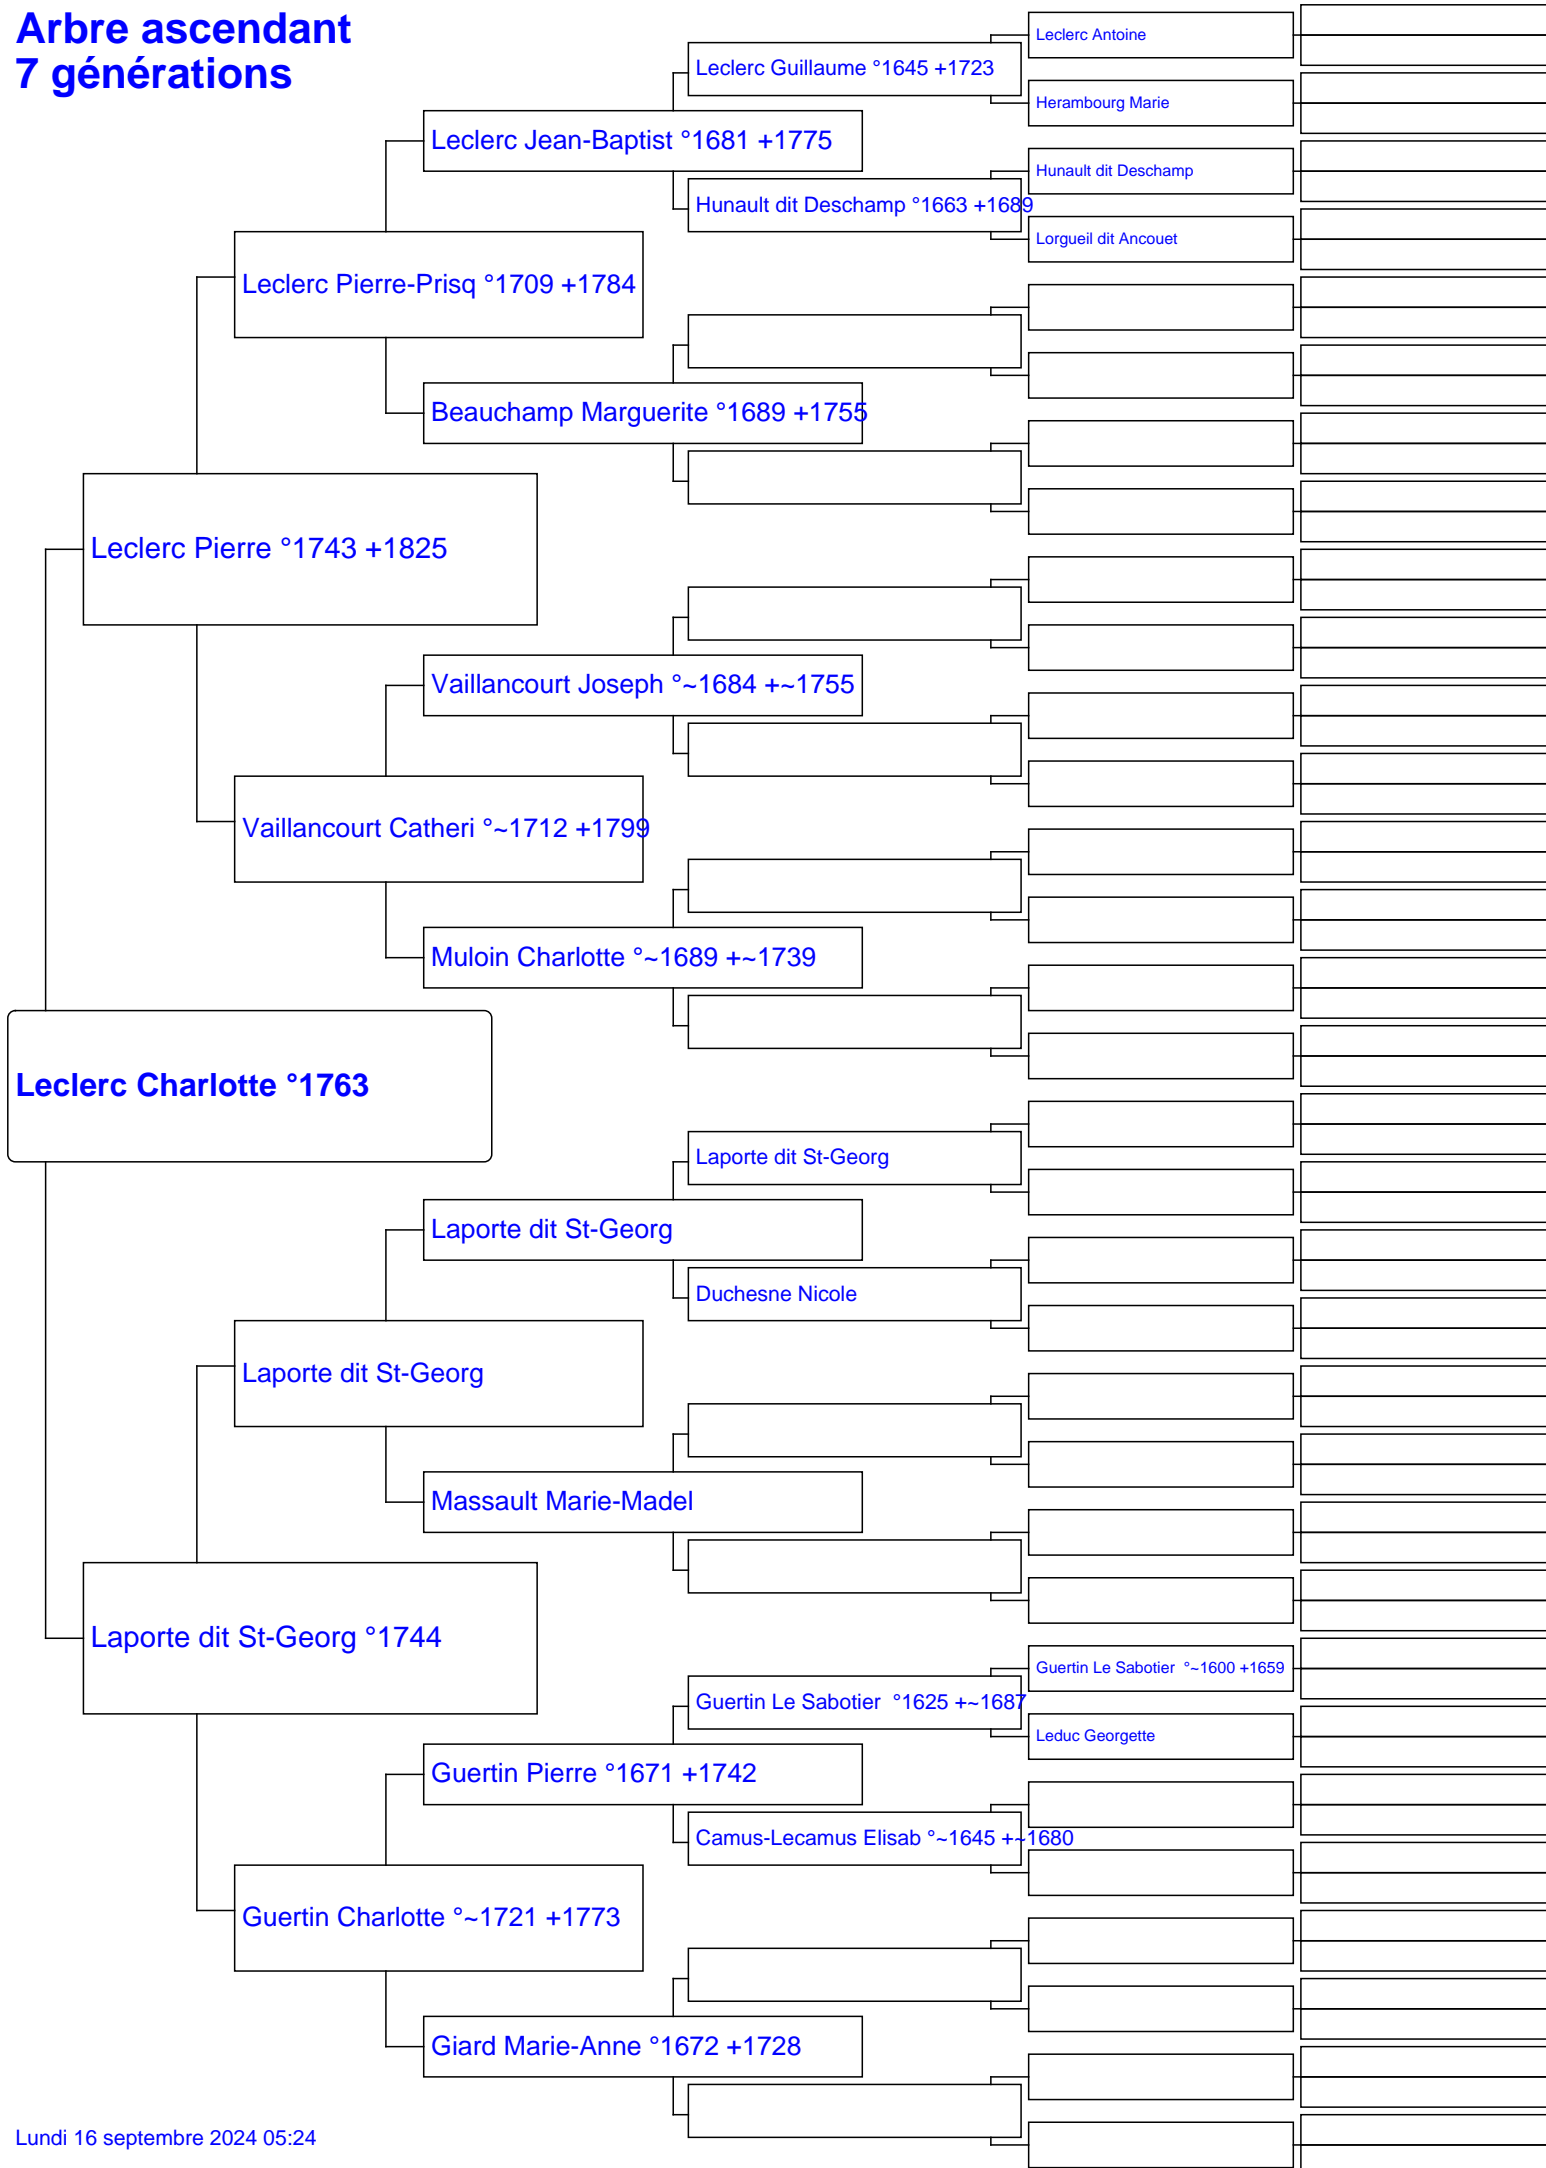 Arbre ascendant
7 générations
Leclerc Antoine
Leclerc Guillaume °1645 +1723
Herambourg Marie
Leclerc Jean-Baptist °1681 +1775
Hunault dit Deschamp
Hunault dit Deschamp °1663 +1689
Lorgueil dit Ancouet
Leclerc Pierre-Prisq °1709 +1784
Beauchamp Marguerite °1689 +1755
Leclerc Pierre °1743 +1825
Vaillancourt Joseph °~1684 +~1755
Vaillancourt Catheri °~1712 +1799
Muloin Charlotte °~1689 +~1739
Leclerc Charlotte °1763
Laporte dit St-Georg
Laporte dit St-Georg
Duchesne Nicole
Laporte dit St-Georg
Massault Marie-Madel
Laporte dit St-Georg °1744
Guertin Le Sabotier  °~1600 +1659
Guertin Le Sabotier  °1625 +~1687
Leduc Georgette
Guertin Pierre °1671 +1742
Camus-Lecamus Elisab °~1645 +~1680
Guertin Charlotte °~1721 +1773
Giard Marie-Anne °1672 +1728
Lundi 16 septembre 2024 05:24